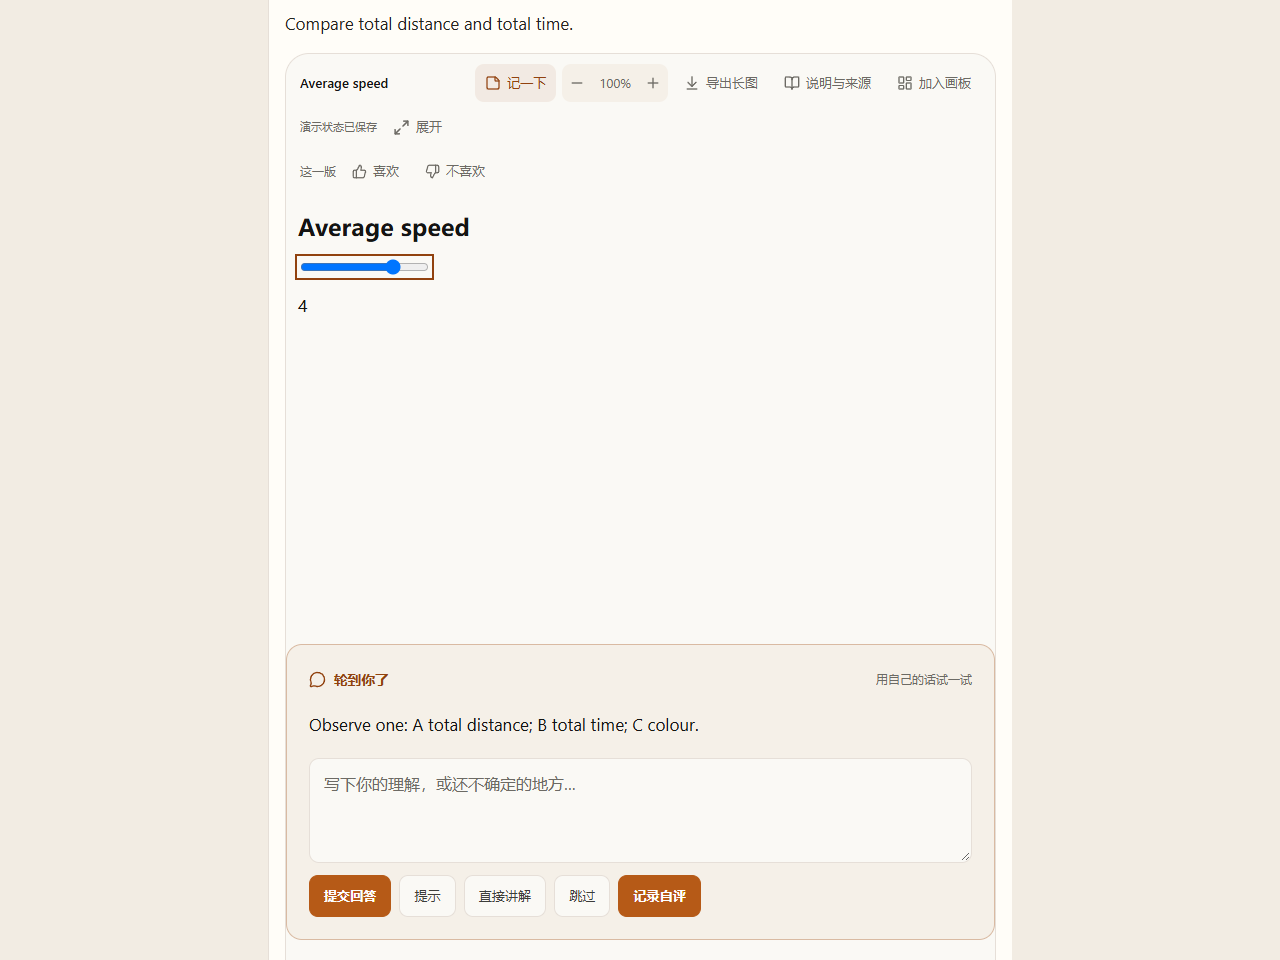 Compare total distance and total time.
Average speed
记一下
100%
导出长图
说明与来源
加入画板
演示状态已保存
展开
这一版
喜欢
不喜欢
Average speed
4
轮到你了
用自己的话试一试
Observe one: A total distance; B total time; C colour.
写下你的理解，或还不确定的地方...
提交回答
提示
直接讲解
跳过
记录自评